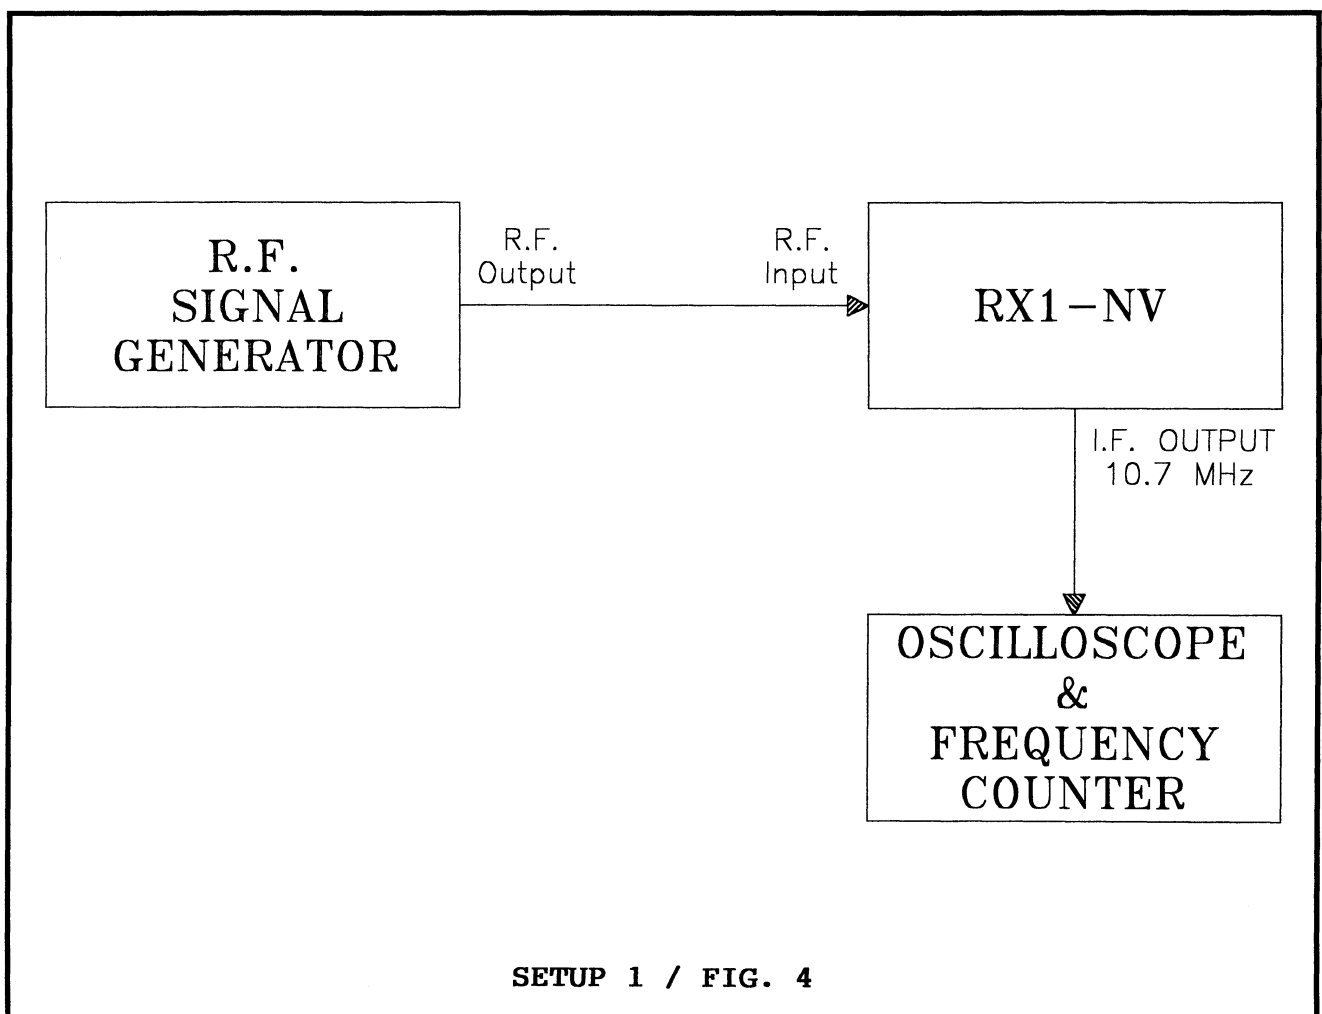 R.F.
SIGNAL
GENERATOR
R.F.
Output
R.F.
Input
RX1-NV
I.F. OUTPUT
10.7 MHz
OSCILLOSCOPE
&
FREQUENCY
COUNTER
SETUP 1 / FIG. 4